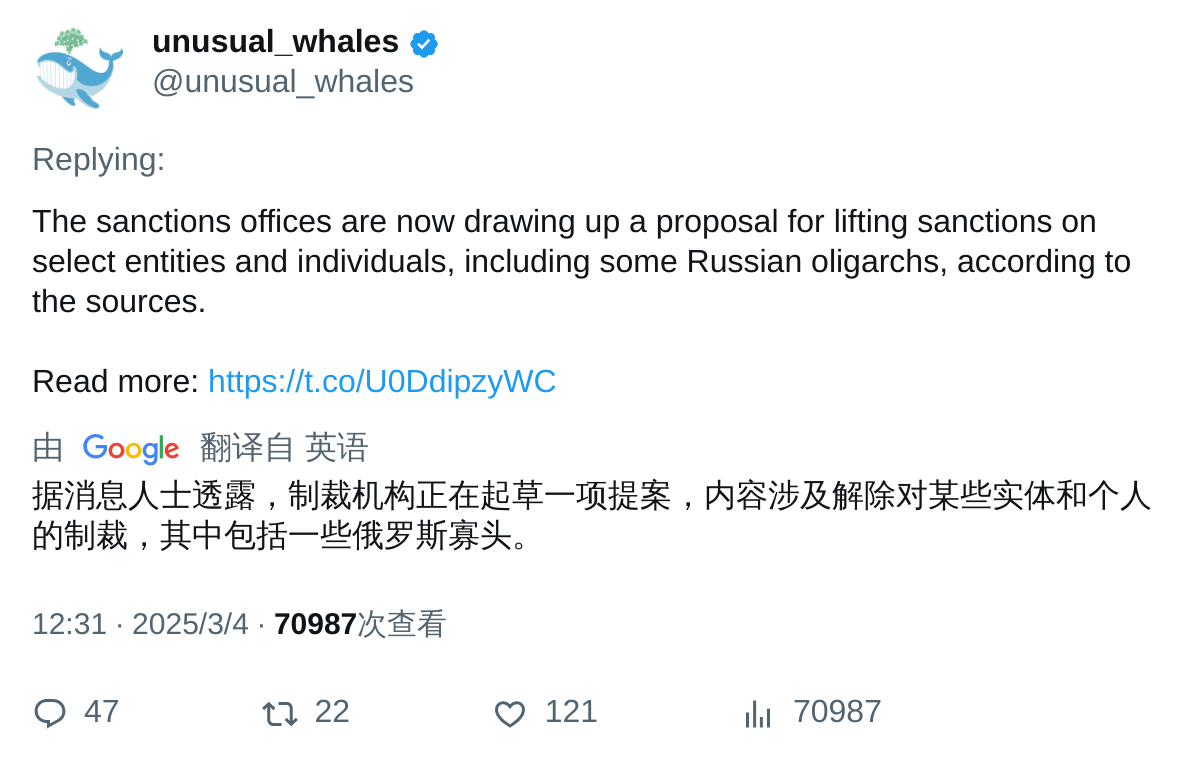 unusual_whales
@unusual_whales
Replying:
The sanctions offices are now drawing up a proposal for lifting sanctions on
select entities and individuals, including some Russian oligarchs, according to
the sources.
Read more: https://t.co/U0DdipzyWC
由 Google 翻译自 英语
据消息人士透露，制裁机构正在起草一项提案，内容涉及解除对某些实体和个人
的制裁，其中包括一些俄罗斯寡头。
12:31 · 2025/3/4 · 70987次查看
47 22 121 70987